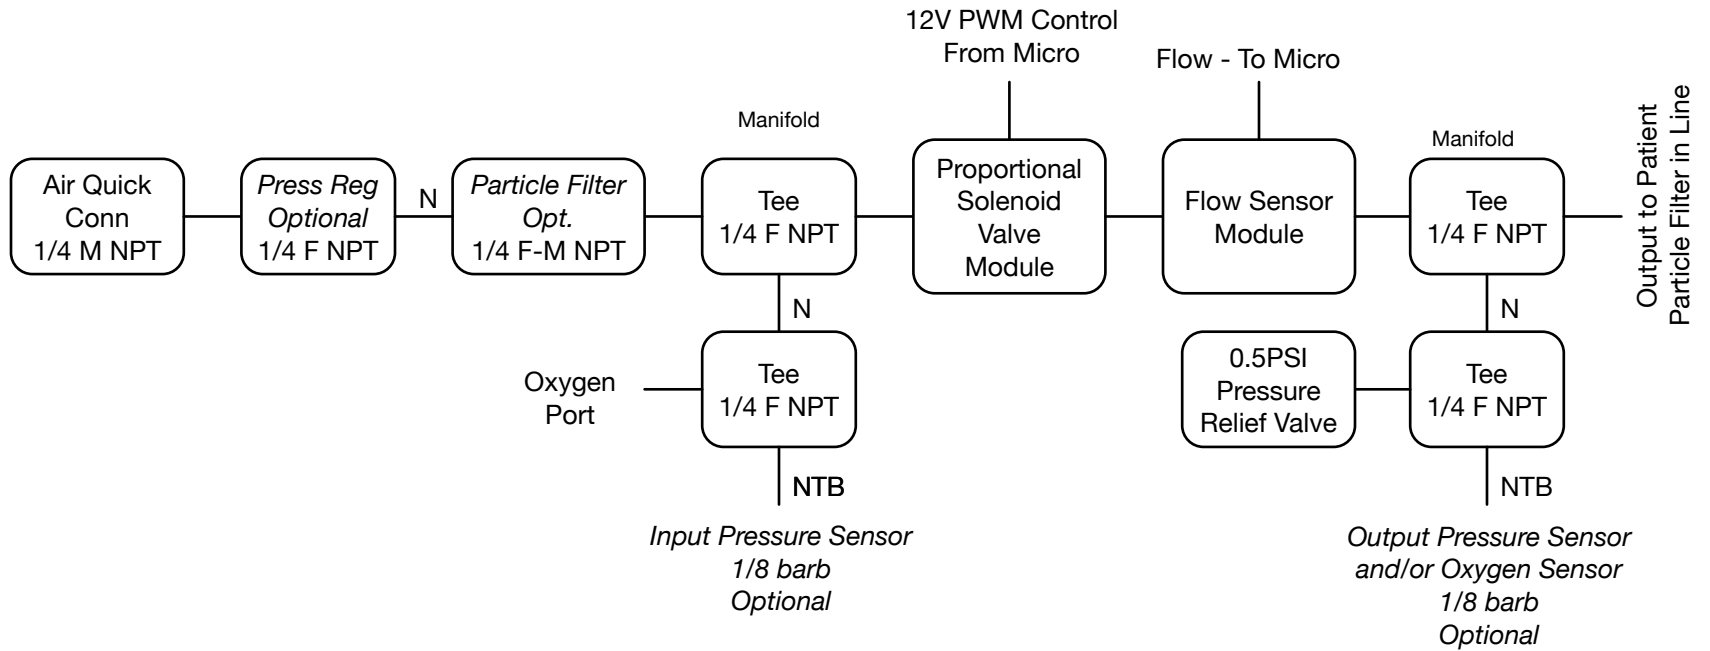 12V PWM Control
From Micro
Flow - To Micro
Manifold
Manifold
Air Quick
Conn
1/4 M NPT
Press Reg
Optional
1/4 F NPT
N
Particle Filter
Opt.
1/4 F-M NPT
Tee
1/4 F NPT
Proportional
Solenoid
Valve
Module
Flow Sensor
Module
Tee
1/4 F NPT
Output to Patient
Particle Filter in Line
N
N
Oxygen
Port
Tee
1/4 F NPT
0.5PSI
Pressure
Relief Valve
Tee
1/4 F NPT
NTB
NTB
Input Pressure Sensor
1/8 barb
Optional
Output Pressure Sensor
and/or Oxygen Sensor
1/8 barb
Optional